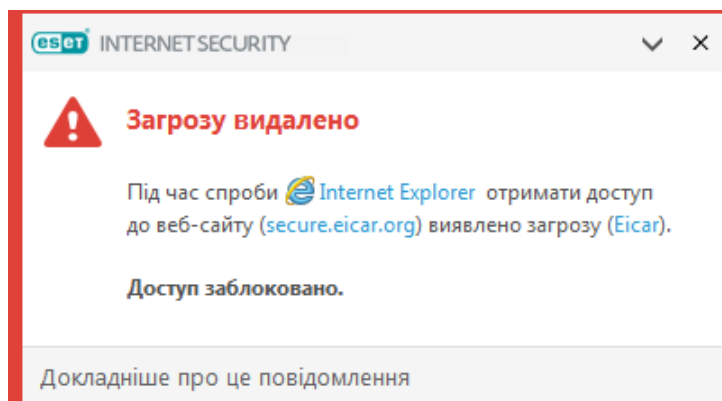 eset INTERNET SECURITY
Загрозу видалено
Під час спроби Internet Explorer отримати доступ
до веб-сайту (secure.eicar.org) виявлено загрозу (Eicar).
Доступ заблоковано.
Докладніше про це повідомлення